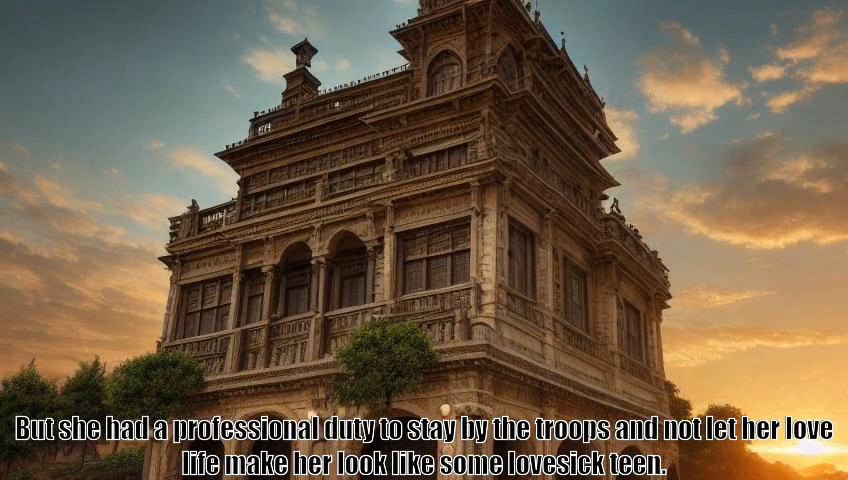 But she had a professional duty to stay by the troops and not let her love
life make her look like some lovesick teen.